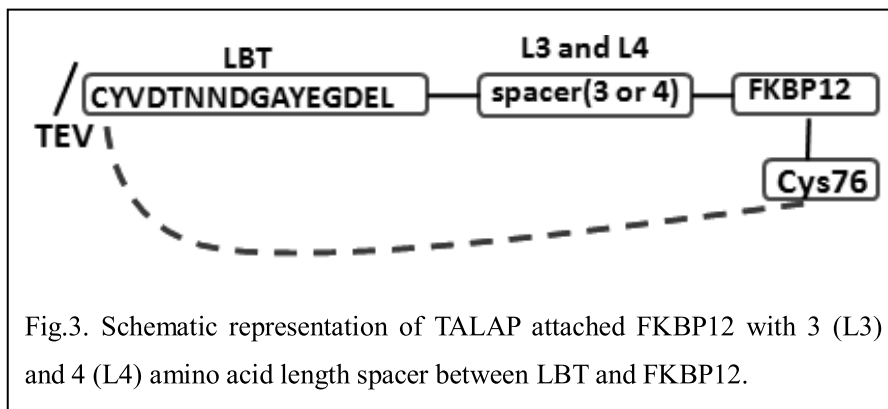 LBT
L3 and L4
CYVDTNNDGAYEGDEL
spacer(3 or 4)
FKBP12
TEV
Cys76
Fig.3. Schematic representation of TALAP attached FKBP12 with 3 (L3)
and 4 (L4) amino acid length spacer between LBT and FKBP12.